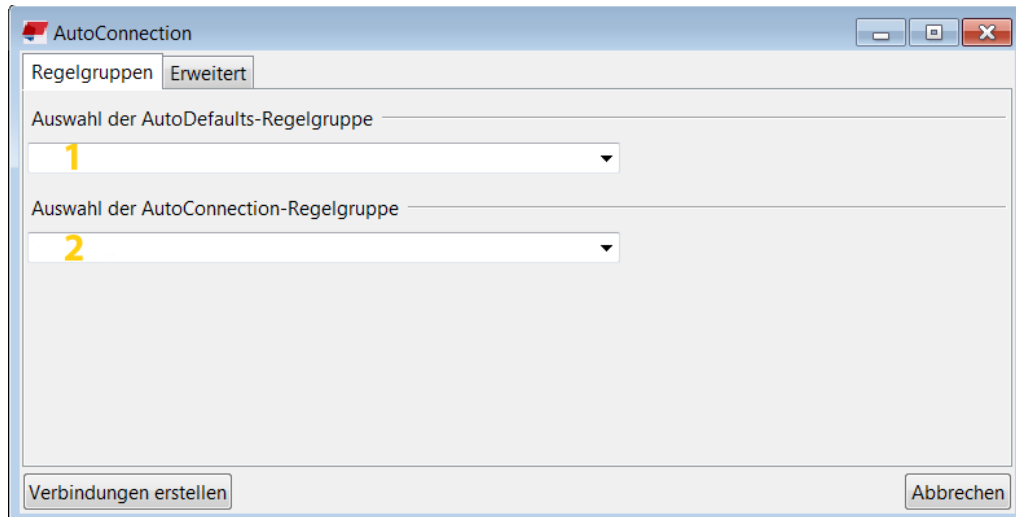 AutoConnection
Regelgruppen Erweitert
Auswahl der AutoDefaults-Regelgruppe
1
Auswahl der AutoConnection-Regelgruppe
2
Verbindungen erstellen Abbrechen